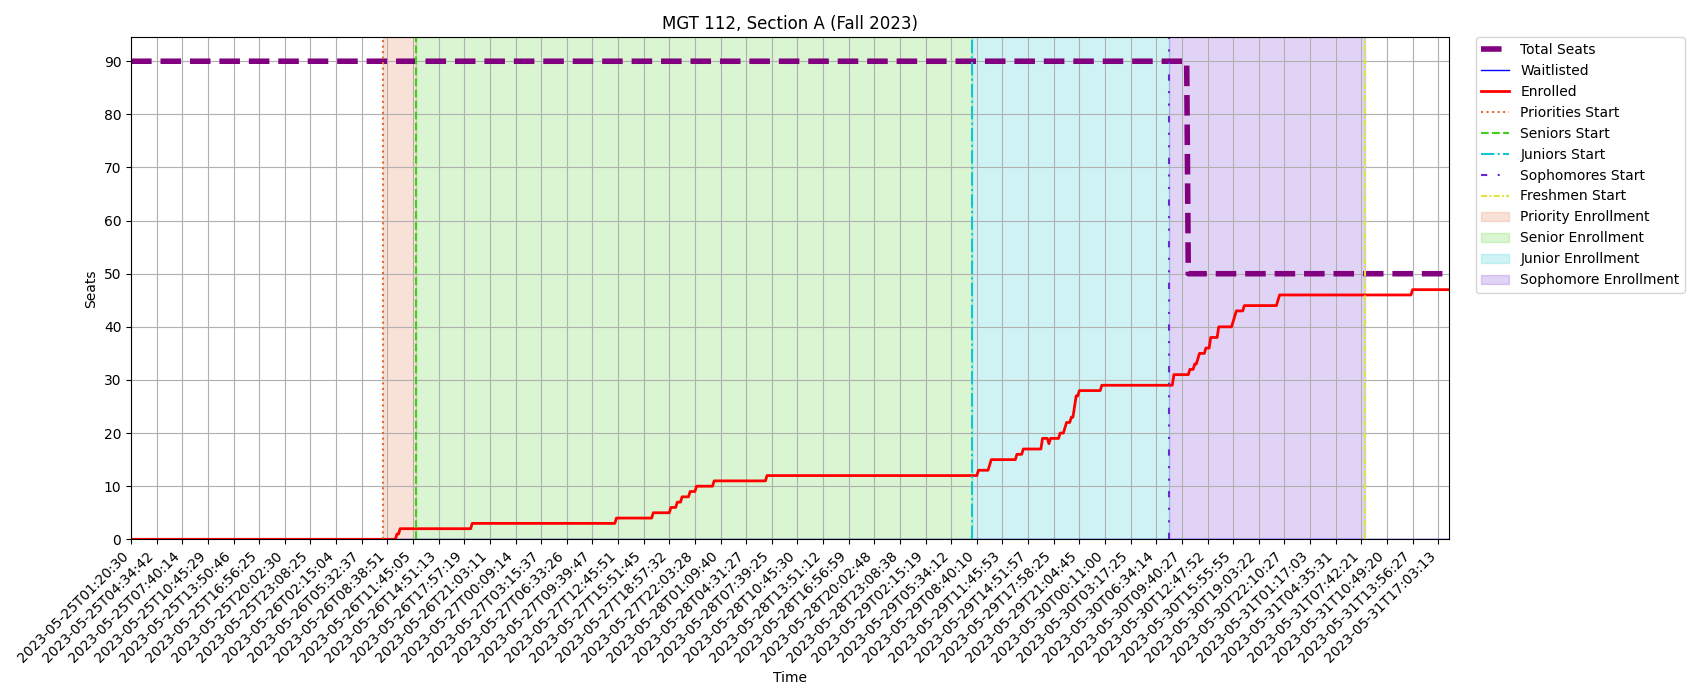 MGT 112, Section A (Fall 2023)
Seats
90
80
70
60
50
40
30
20
10
0
2023-05-25T01:20:30
2023-05-25T04:34:42
2023-05-25T07:40:14
2023-05-25T10:45:29
2023-05-25T13:50:46
2023-05-25T16:56:25
2023-05-25T20:02:30
2023-05-25T23:08:25
2023-05-26T02:15:04
2023-05-26T05:32:37
2023-05-26T08:38:51
2023-05-26T11:45:05
2023-05-26T14:51:13
2023-05-26T17:57:19
2023-05-26T21:03:11
2023-05-27T00:09:14
2023-05-27T03:15:37
2023-05-27T06:33:26
2023-05-27T09:39:47
2023-05-27T12:45:51
2023-05-27T15:51:45
2023-05-27T18:57:32
2023-05-27T22:03:28
2023-05-28T01:09:40
2023-05-28T04:31:27
2023-05-28T07:39:25
2023-05-28T10:45:30
2023-05-28T13:51:12
2023-05-28T16:56:59
2023-05-28T20:02:48
2023-05-28T23:08:38
2023-05-29T02:15:19
2023-05-29T05:34:12
2023-05-29T08:40:10
2023-05-29T11:45:53
2023-05-29T14:51:57
2023-05-29T17:58:25
2023-05-29T21:04:45
2023-05-30T00:11:00
2023-05-30T03:17:25
2023-05-30T06:34:14
2023-05-30T09:40:27
2023-05-30T12:47:52
2023-05-30T15:55:55
2023-05-30T19:03:22
2023-05-30T22:10:27
2023-05-31T01:17:03
2023-05-31T04:35:31
2023-05-31T07:42:21
2023-05-31T10:49:20
2023-05-31T13:56:27
2023-05-31T17:03:13
Time
Total Seats
Waitlisted
Enrolled
Priorities Start
Seniors Start
Juniors Start
Sophomores Start
Freshmen Start
Priority Enrollment
Senior Enrollment
Junior Enrollment
Sophomore Enrollment